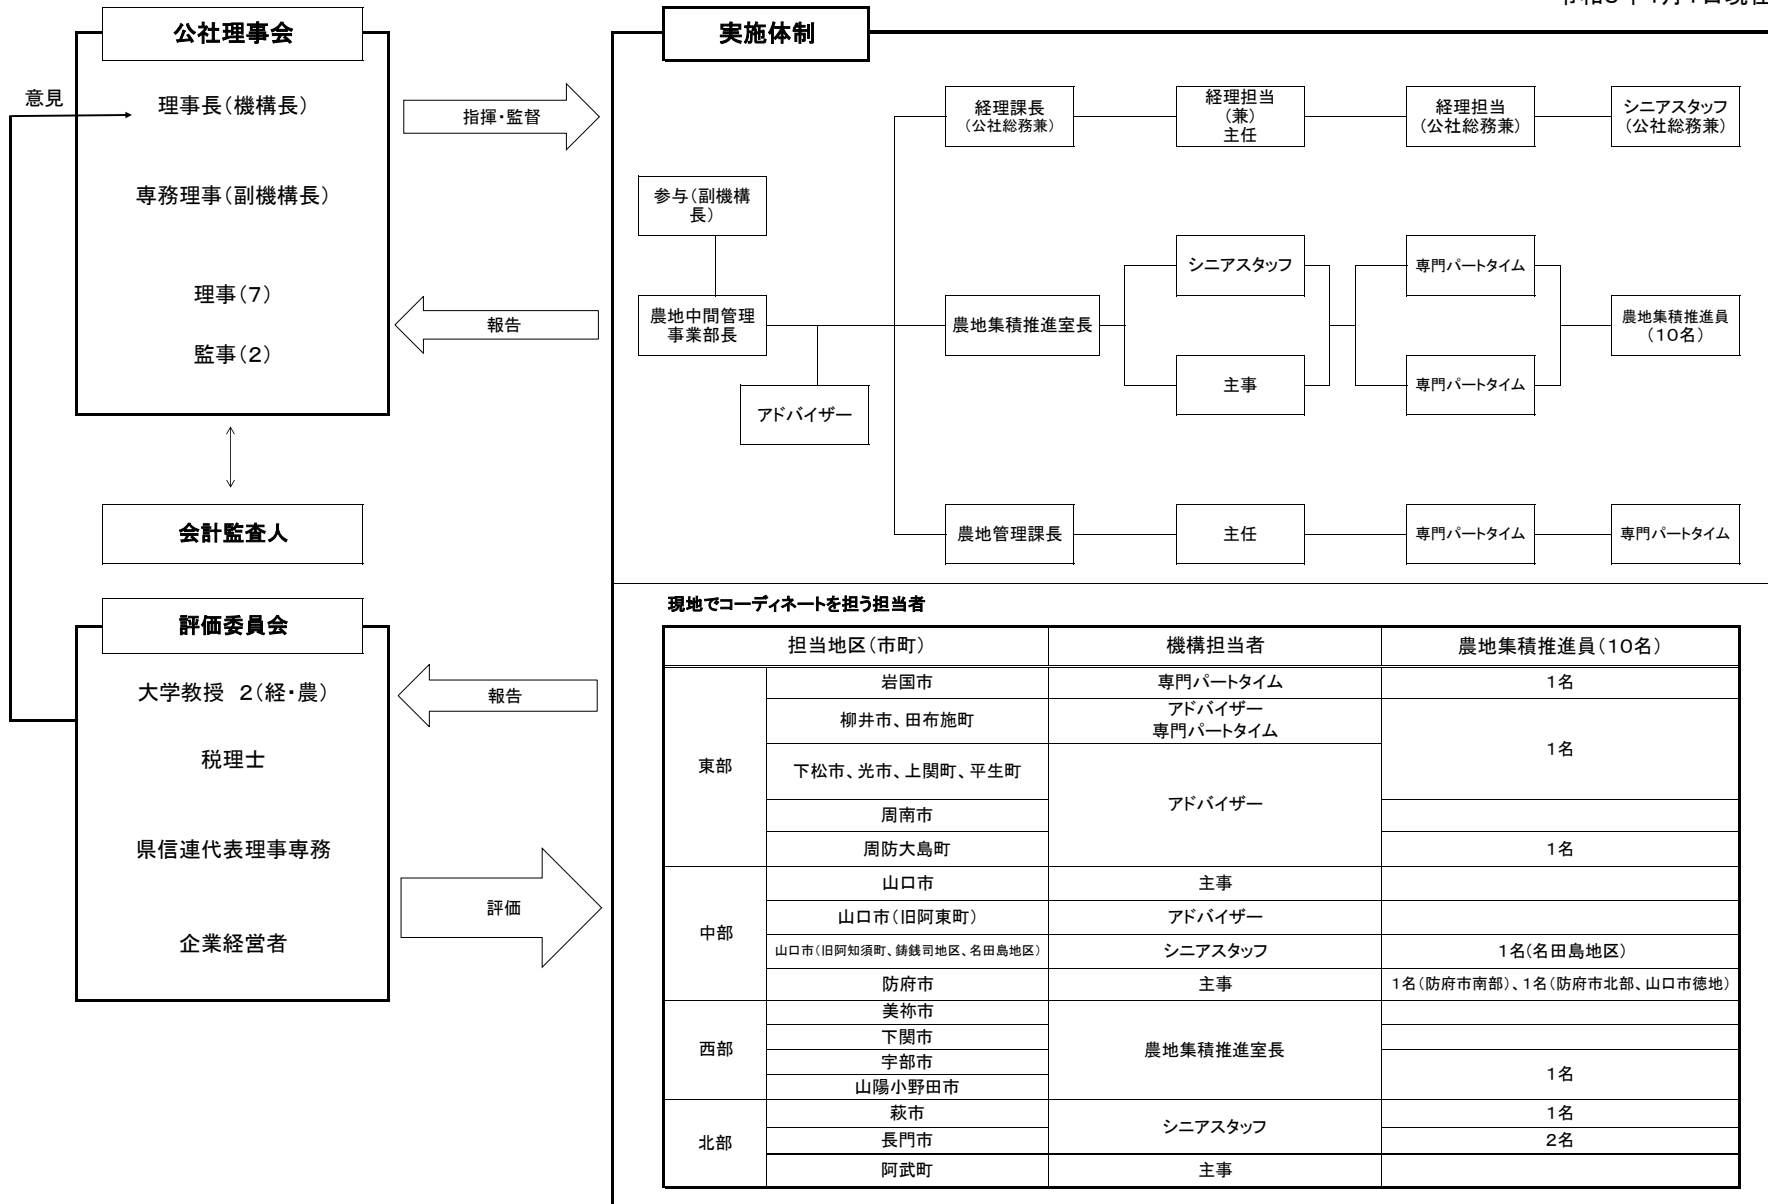 公社理事会
意見
理事長(機構長)
専務理事(副機構長)
理事(7)
監事(2)
会計監査人
評価委員会
大学教授 2(経・農)
税理士
県信連代表理事専務
企業経営者
指揮・監督
報告
報告
評価
実施体制
参与(副機構
長)
農地中間管理
事業部長
アドバイザー
経理課長
(公社総務兼)
経理担当
(兼)
主任
経理担当
(公社総務兼)
シニアスタッフ
(公社総務兼)
農地集積推進室長
シニアスタッフ
主事
専門パートタイム
専門パートタイム
農地集積推進員
(10名)
農地管理課長
主任
専門パートタイム
専門パートタイム
現地でコーディネートを担う担当者
担当地区(市町) 機構担当者 農地集積推進員(10名)
東部
岩国市 専門パートタイム 1名
柳井市、田布施町 アドバイザー
専門パートタイム
1名
下松市、光市、上関町、平生町
アドバイザー
周南市
周防大島町 1名
中部
山口市 主事
山口市(旧阿東町) アドバイザー
山口市(旧阿知須町、鋳銭司地区、名田島地区) シニアスタッフ 1名(名田島地区)
防府市 主事 1名(防府市南部)、1名(防府市北部、山口市徳地)
西部
美祢市
下関市
農地集積推進室長
宇部市
1名
山陽小野田市
北部
萩市 1名
シニアスタッフ
長門市 2名
阿武町 主事